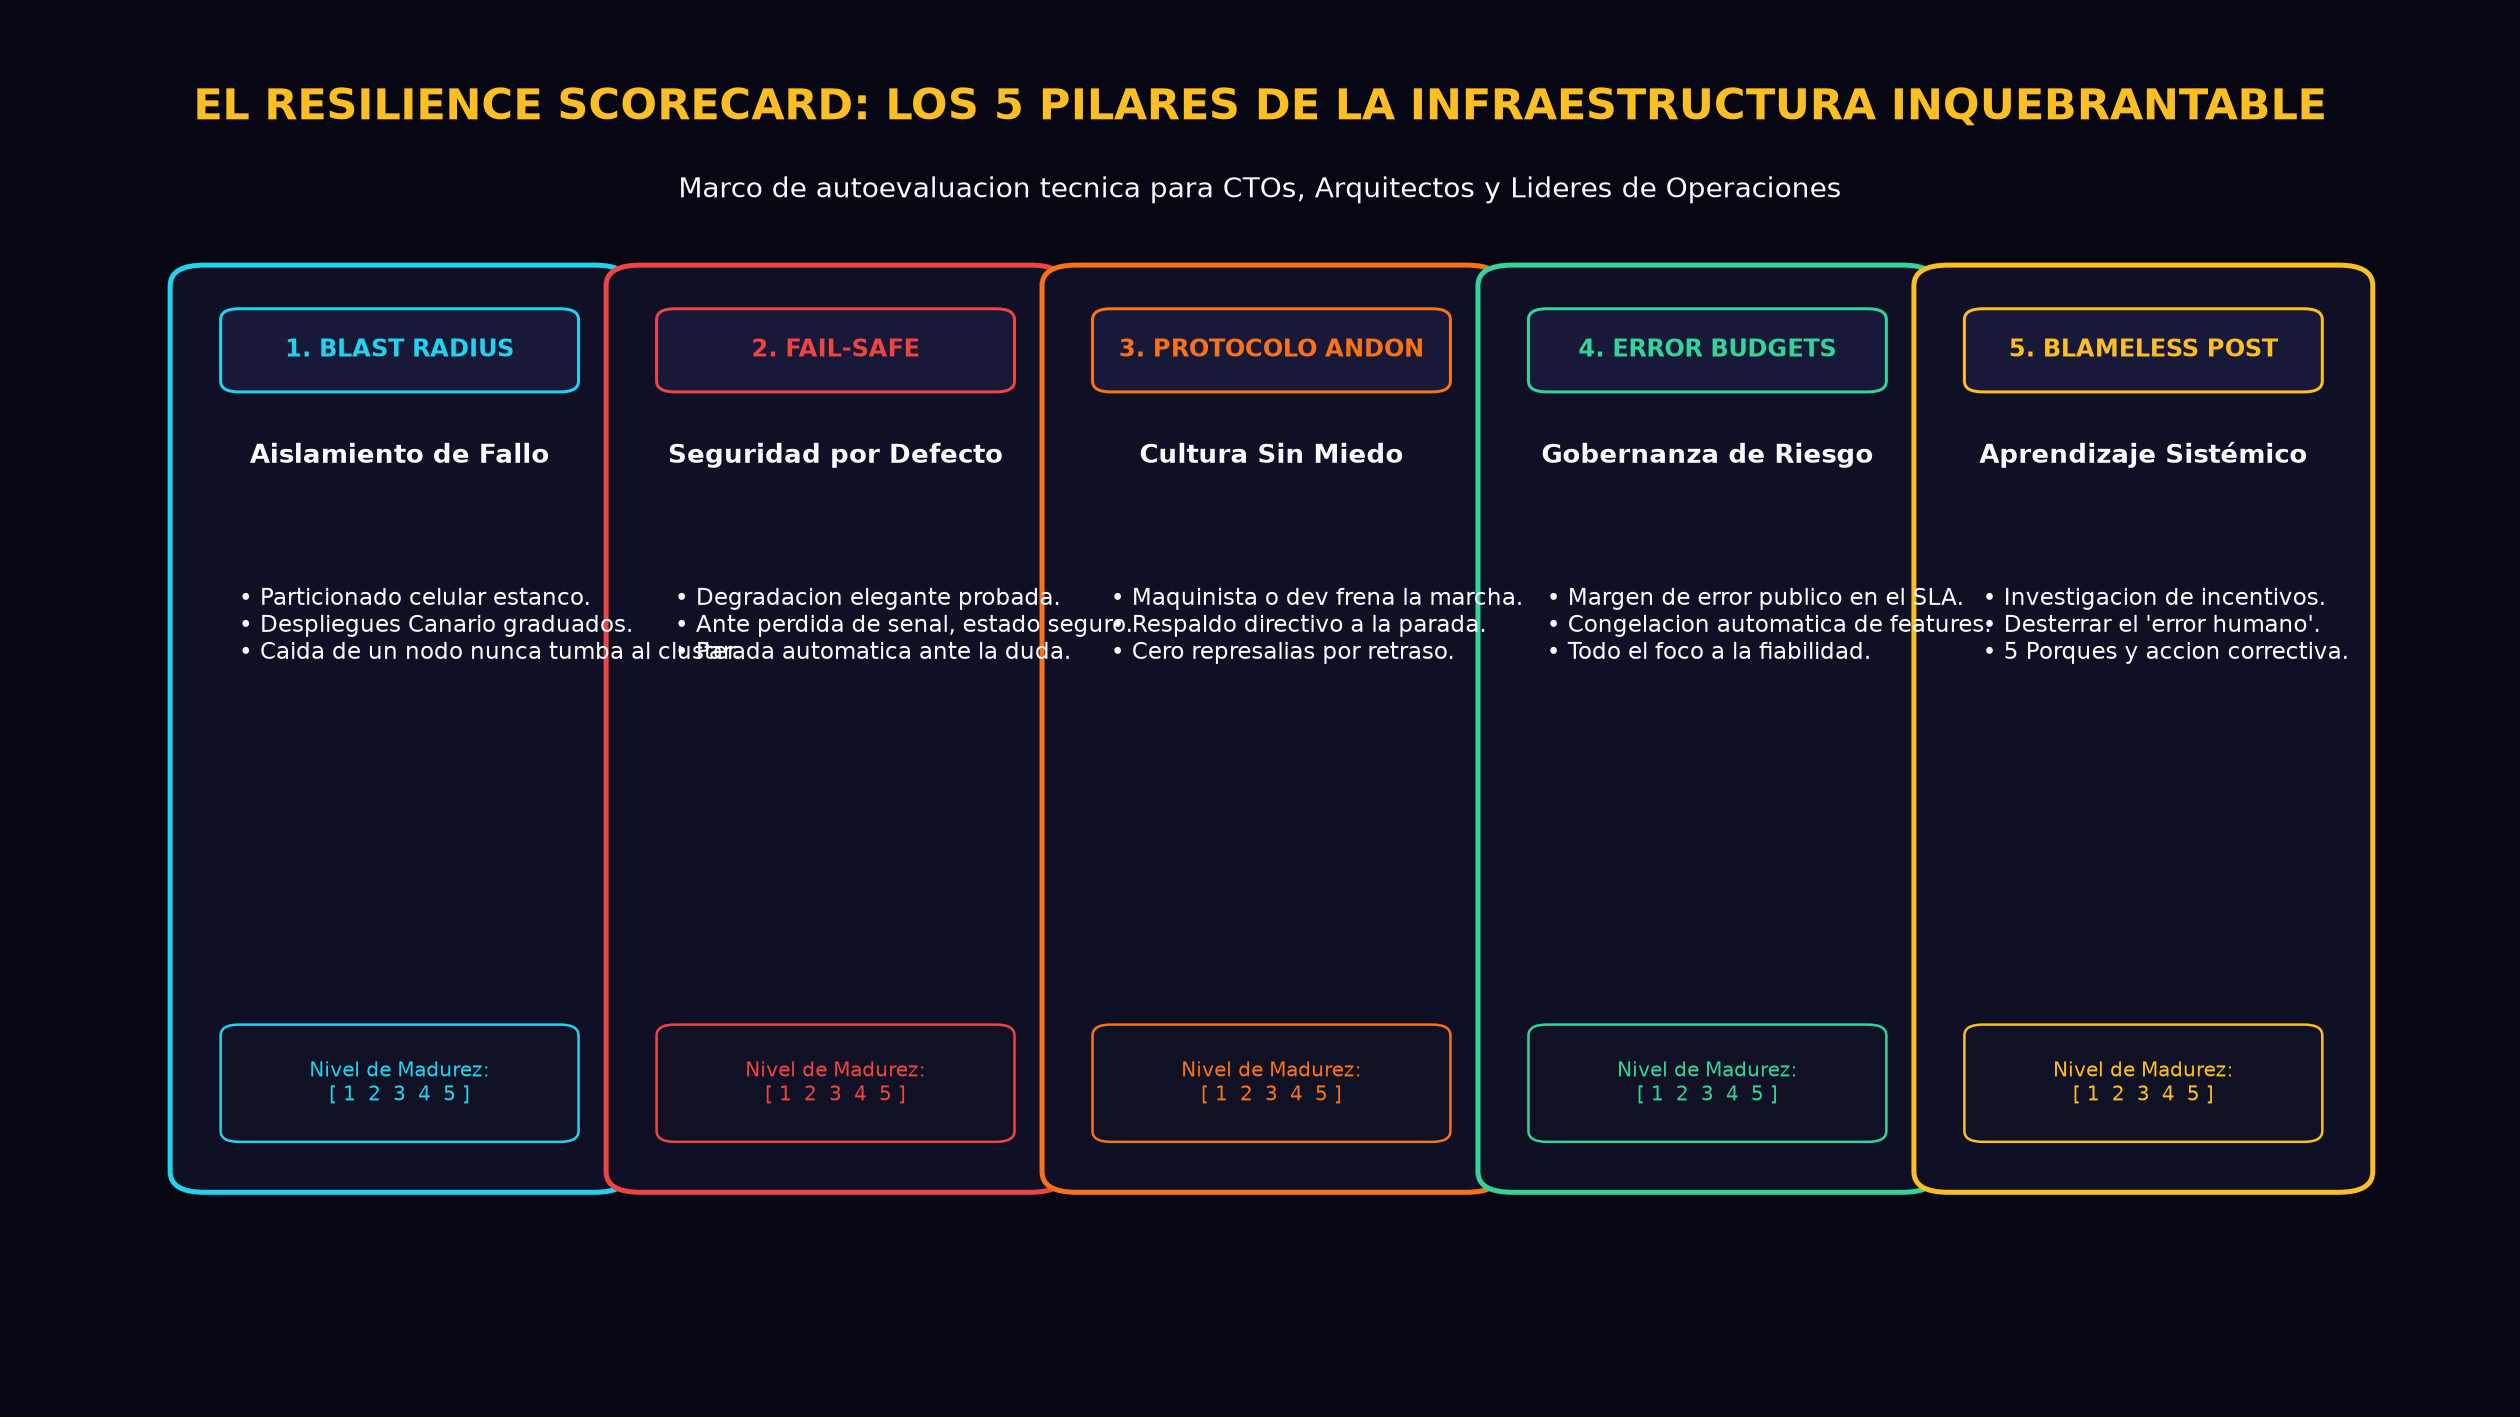 EL RESILIENCE SCORECARD: LOS 5 PILARES DE LA INFRAESTRUCTURA INQUEBRANTABLE
Marco de autoevaluacion tecnica para CTOs, Arquitectos y Lideres de Operaciones
1. BLAST RADIUS
Aislamiento de Fallo
• Particionado celular estanco.
• Despliegues Canario graduados.
• Caida de un nodo nunca tumba al cluster.
Nivel de Madurez:
[ 1 2 3 4 5 ]
2. FAIL-SAFE
Seguridad por Defecto
• Degradacion elegante probada.
• Ante perdida de senal, estado seguro.
• Parada automatica ante la duda.
Nivel de Madurez:
[ 1 2 3 4 5 ]
3. PROTOCOLO ANDON
Cultura Sin Miedo
• Maquinista o dev frena la marcha.
• Respaldo directivo a la parada.
• Cero represalias por retraso.
Nivel de Madurez:
[ 1 2 3 4 5 ]
4. ERROR BUDGETS
Gobernanza de Riesgo
• Margen de error publico en el SLA.
• Congelacion automatica de features.
• Todo el foco a la fiabilidad.
Nivel de Madurez:
[ 1 2 3 4 5 ]
5. BLAMELESS POST
Aprendizaje Sistémico
• Investigacion de incentivos.
• Desterrar el 'error humano'.
• 5 Porques y accion correctiva.
Nivel de Madurez:
[ 1 2 3 4 5 ]